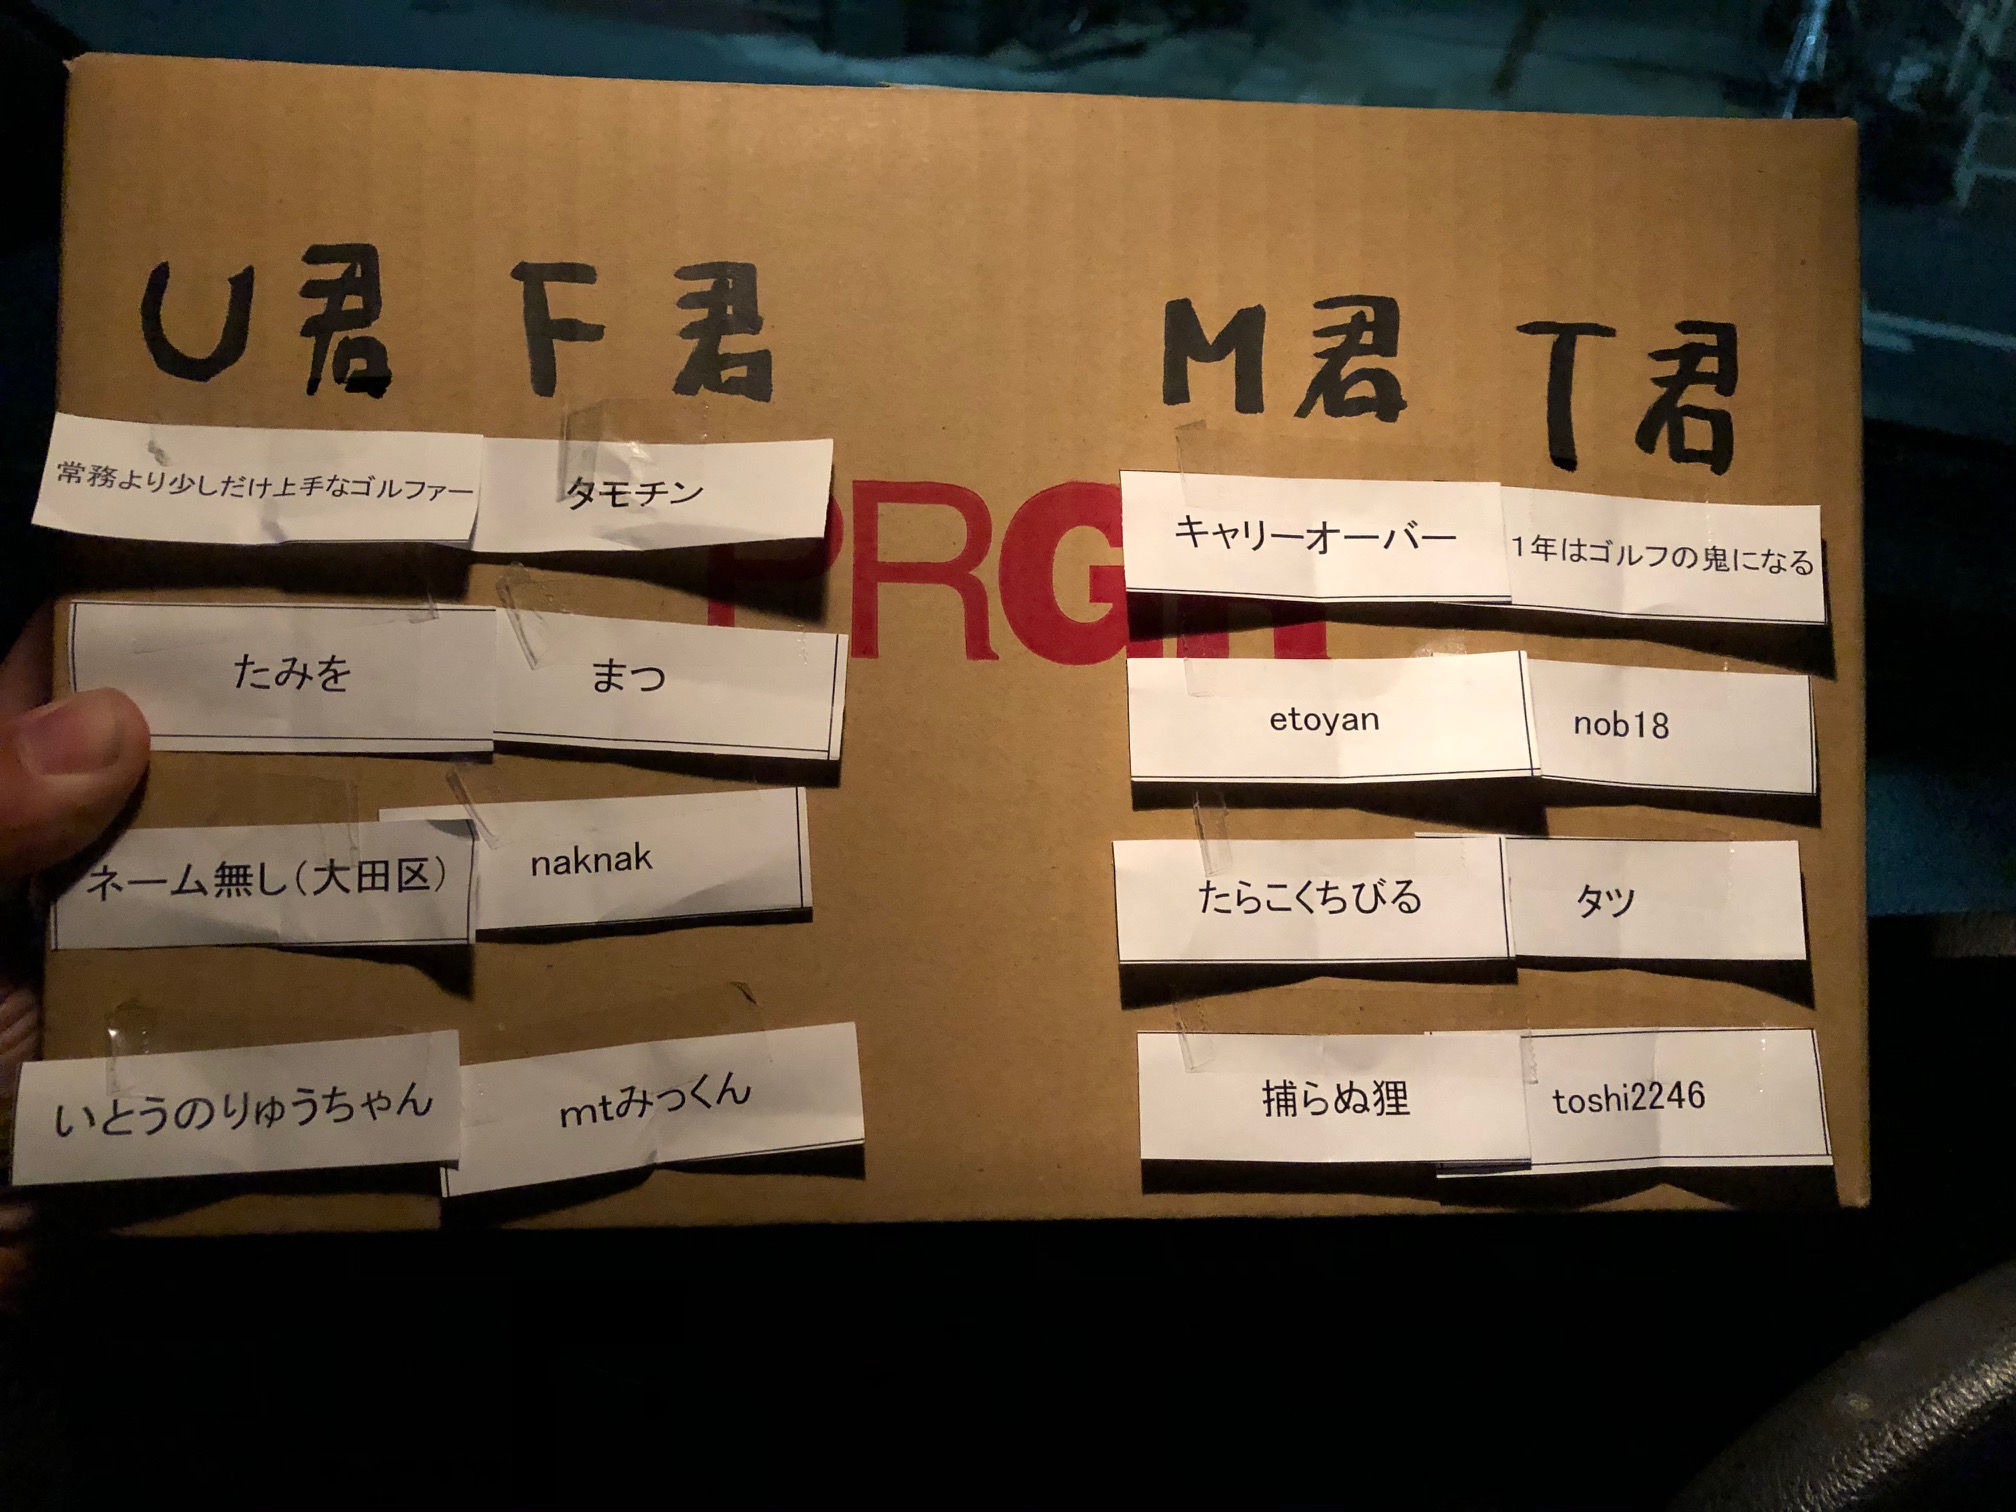 U君 F君 M君 T君
常務より少しだけ上手なゴルファー タモチン キャリーオーバー 1年はゴルフの鬼になる
PRGR
たみを まつ etoyan nob18
ネーム無し(大田区) naknak たらこくちびる タツ
いとうのりゅうちゃん mtみっくん 捕らぬ狸 toshi2246